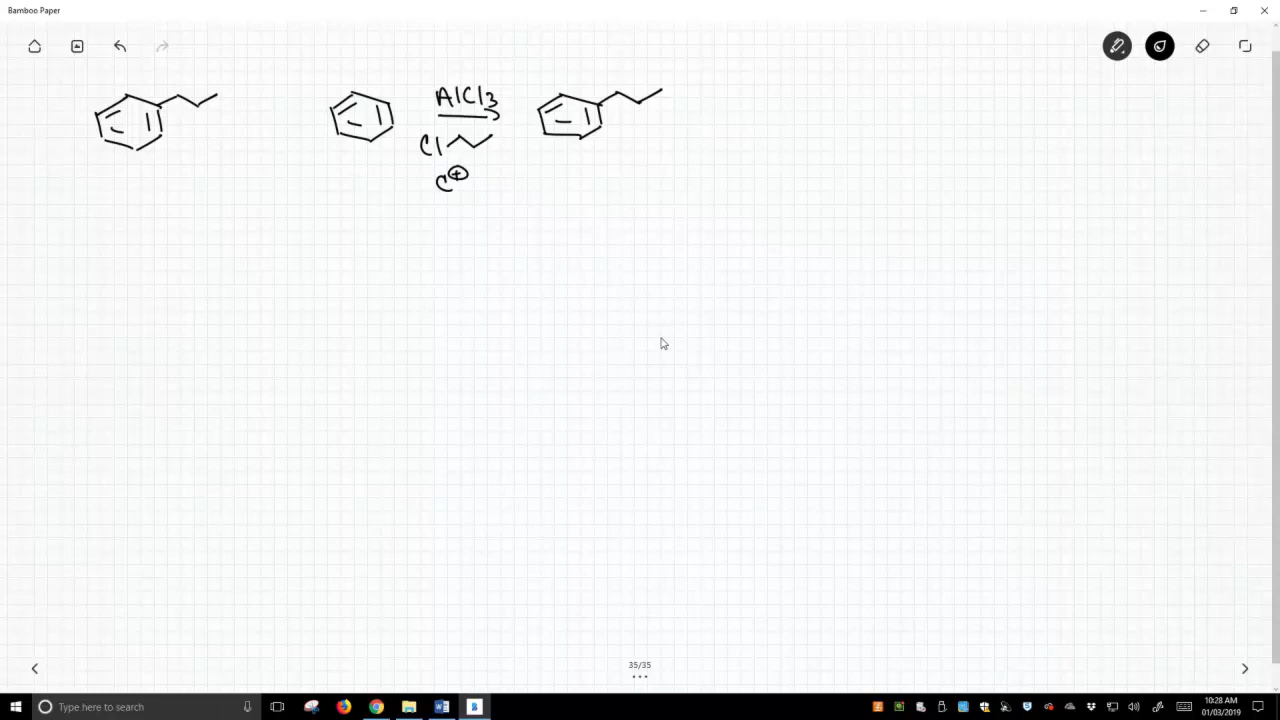 Bamboo Paper
AlCl3
Cl
C⊕
35/35
Type here to search
10:28 AM
01/03/2019